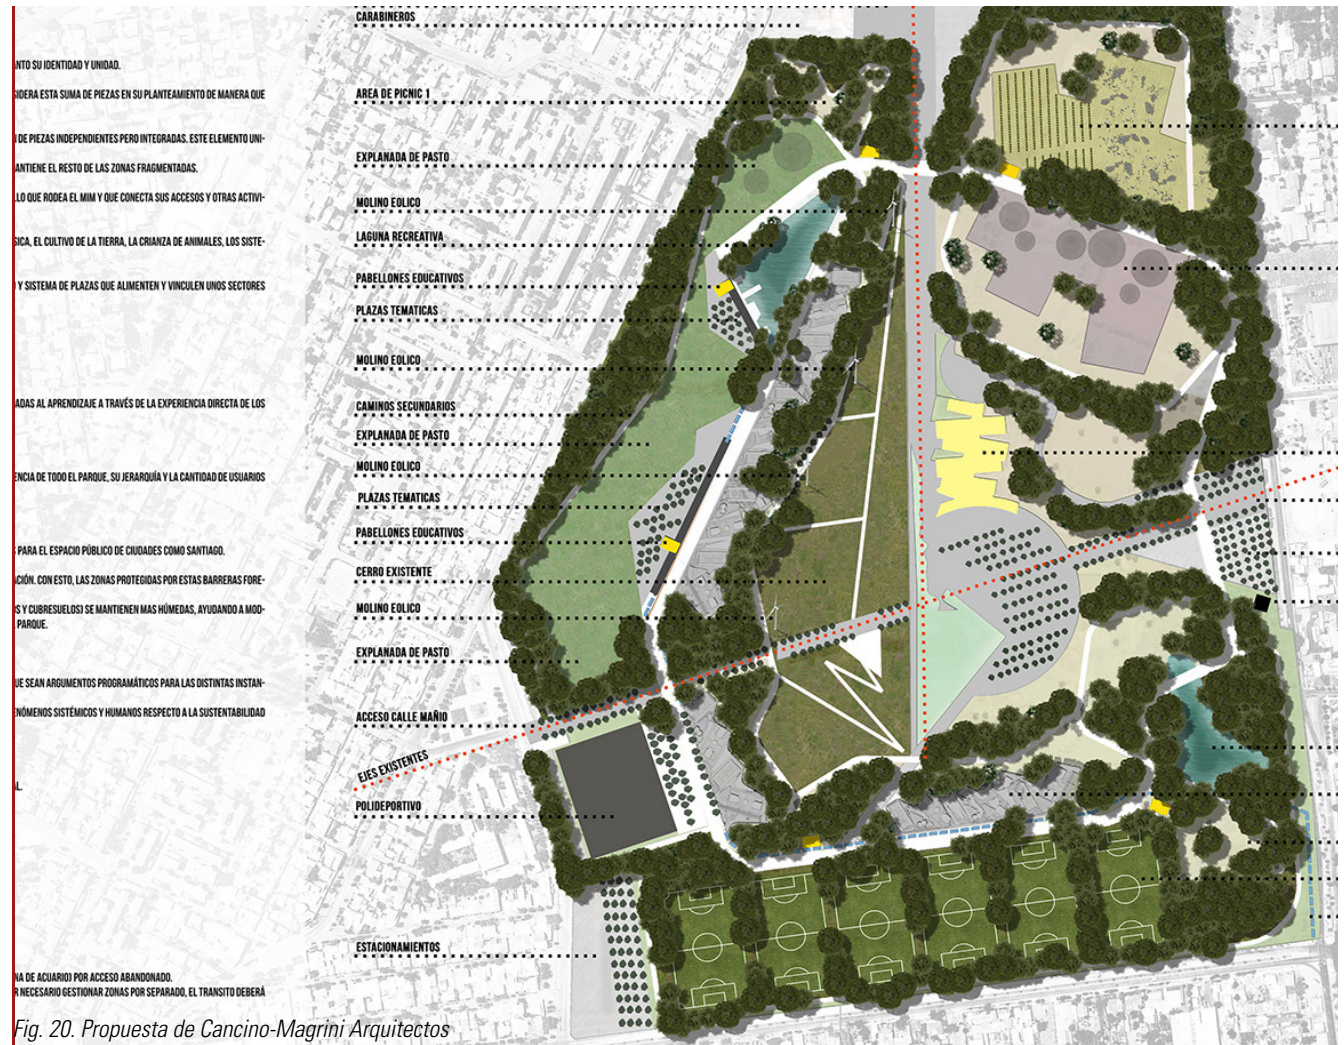 ANTO SU IDENTIDAD Y UNIDAD.
SIDERA ESTA SUMA DE PIEZAS EN SU PLANTEAMIENTO DE MANERA QUE
DE PIEZAS INDEPENDIENTES PERO INTEGRADAS. ESTE ELEMENTO UNI-
ANTIENE EL RESTO DE LAS ZONAS FRAGMENTADAS.
LO QUE RODEA EL MIM Y QUE CONECTA SUS ACCESOS Y OTRAS ACTIVI-
SICA, EL CULTIVO DE LA TIERRA, LA CRIANZA DE ANIMALES, LOS SISTE-
Y SISTEMA DE PLAZAS QUE ALIMENTEN Y VINCULEN UNOS SECTORES
ADAS AL APRENDIZAJE A TRAVÉS DE LA EXPERIENCIA DIRECTA DE LOS
ENCIA DE TODO EL PARQUE, SU JERARQUÍA Y LA CANTIDAD DE USUARIOS
PARA EL ESPACIO PÚBLICO DE CIUDADES COMO SANTIAGO.
ACIÓN. CON ESTO, LAS ZONAS PROTEGIDAS POR ESTAS BARRERAS FORE-
S Y CUBRESUELOS) SE MANTIENEN MAS HÚMEDAS, AYUDANDO A MOD-
PARQUE.
UE SEAN ARGUMENTOS PROGRAMÁTICOS PARA LAS DISTINTAS INSTAN-
NÓMENOS SISTÉMICOS Y HUMANOS RESPECTO A LA SUSTENTABILIDAD
AL
NA DE ACUARIO) POR ACCESO ABANDONADO.
R NECESARIO GESTIONAR ZONAS POR SEPARADO, EL TRANSITO DEBERÁ
CARABINEROS
AREA DE PICNIC 1
EXPLANADA DE PASTO
MOLINO EOLICO
LAGUNA RECREATIVA
PABELLONES EDUCATIVOS
PLAZAS TEMATICAS
MOLINO EOLICO
CAMINOS SECUNDARIOS
EXPLANADA DE PASTO
MOLINO EOLICO
PLAZAS TEMATICAS
PABELLONES EDUCATIVOS
CERRO EXISTENTE
MOLINO EOLICO
EXPLANADA DE PASTO
ACCESO CALLE MAÑIO
EJES EXISTENTES
POLIDEPORTIVO
ESTACIONAMIENTOS
Fig. 20. Propuesta de Cancino-Magrini Arquitectos